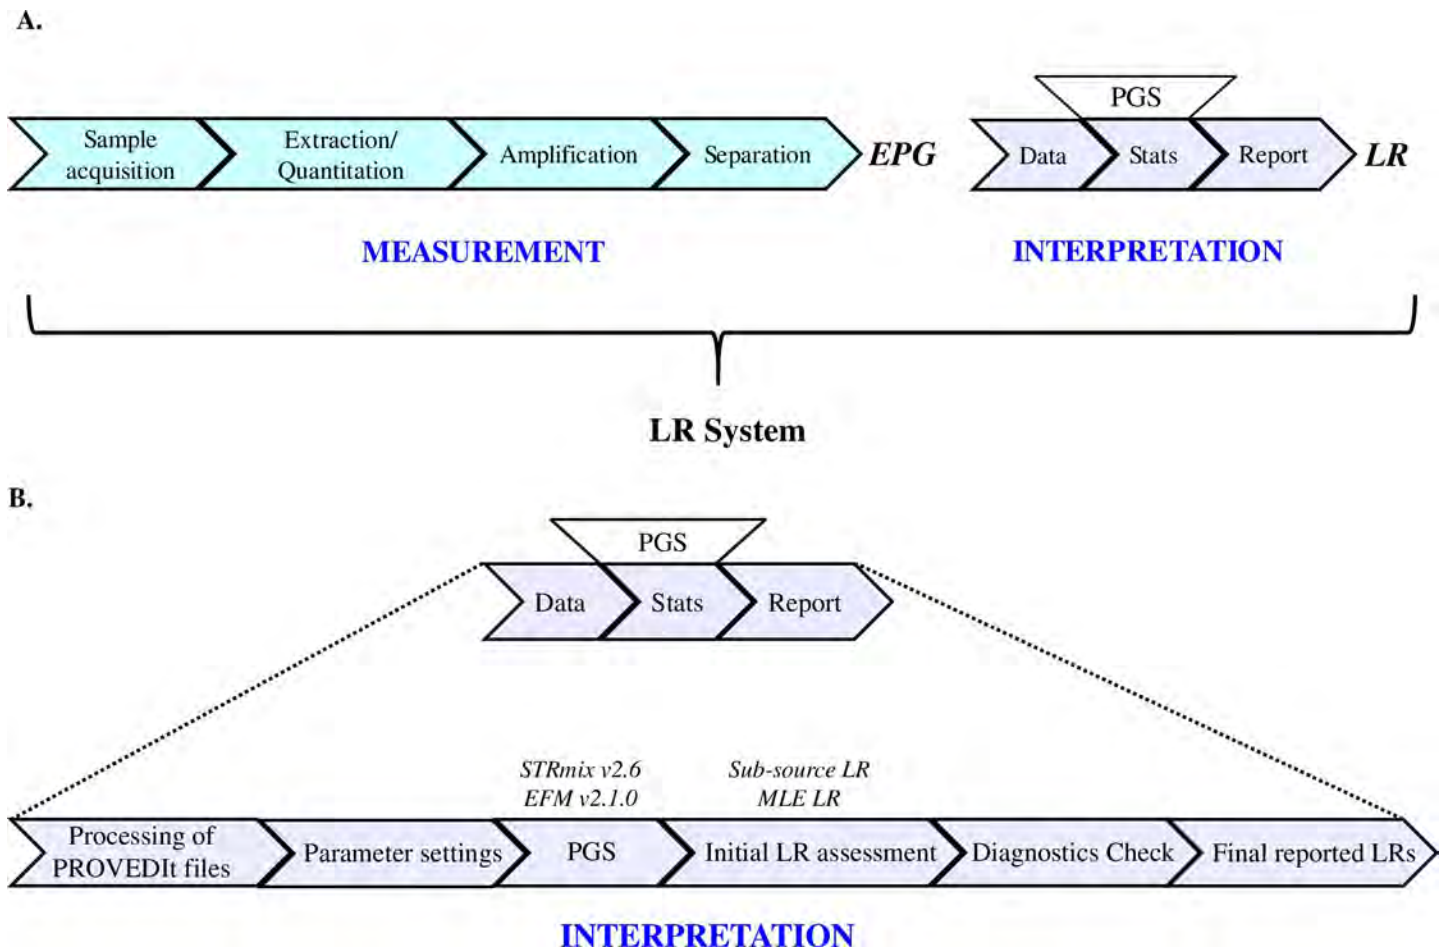 A.
PGS
Sample
acquisition
Extraction/
Quantitation
Amplification
Separation
EPG
Data
Stats
Report
LR
MEASUREMENT
INTERPRETATION
LR System
B.
PGS
Data
Stats
Report
STRmix v2.6
EFM v2.1.0
Sub-source LR
MLE LR
Processing of
PROVEDIt files
Parameter settings
PGS
Initial LR assessment
Diagnostics Check
Final reported LRs
INTERPRETATION